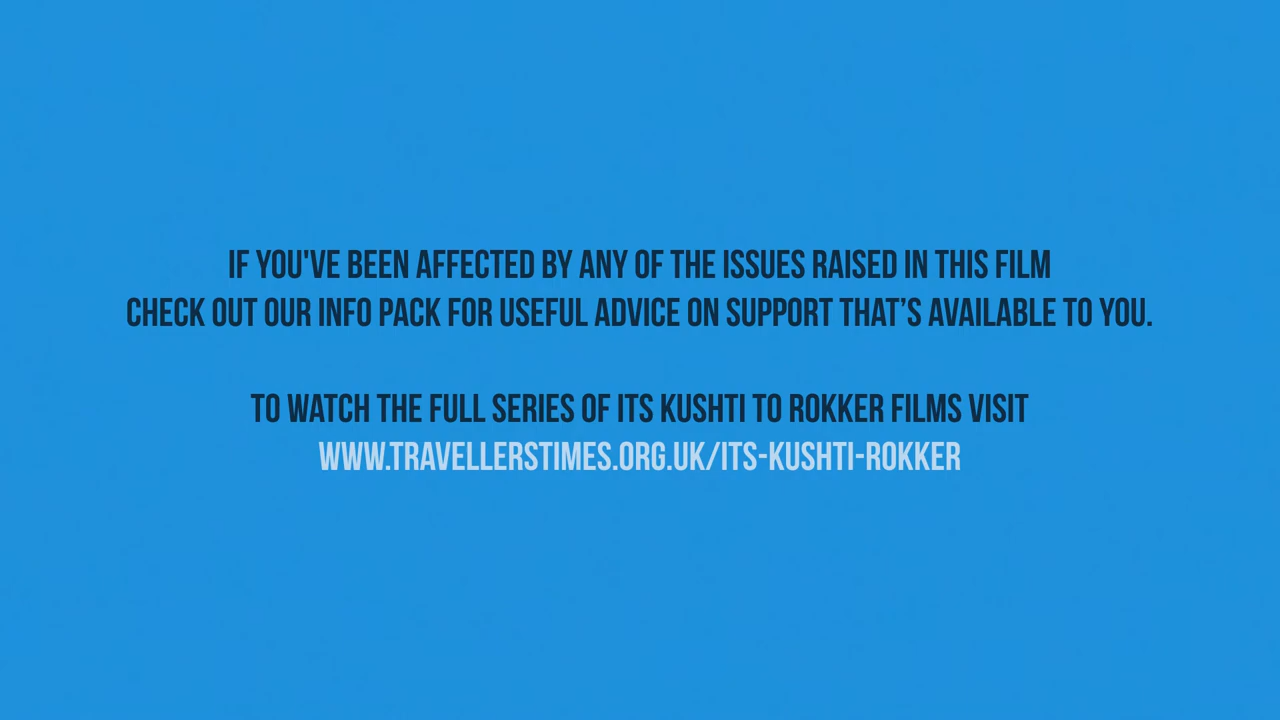 IF YOU'VE BEEN AFFECTED BY ANY OF THE ISSUES RAISED IN THIS FILM
CHECK OUT OUR INFO PACK FOR USEFUL ADVICE ON SUPPORT THAT’S AVAILABLE TO YOU.
TO WATCH THE FULL SERIES OF ITS KUSHTI TO ROKKER FILMS VISIT
WWW.TRAVELLERSTIMES.ORG.UK/ITS-KUSHTI-ROKKER